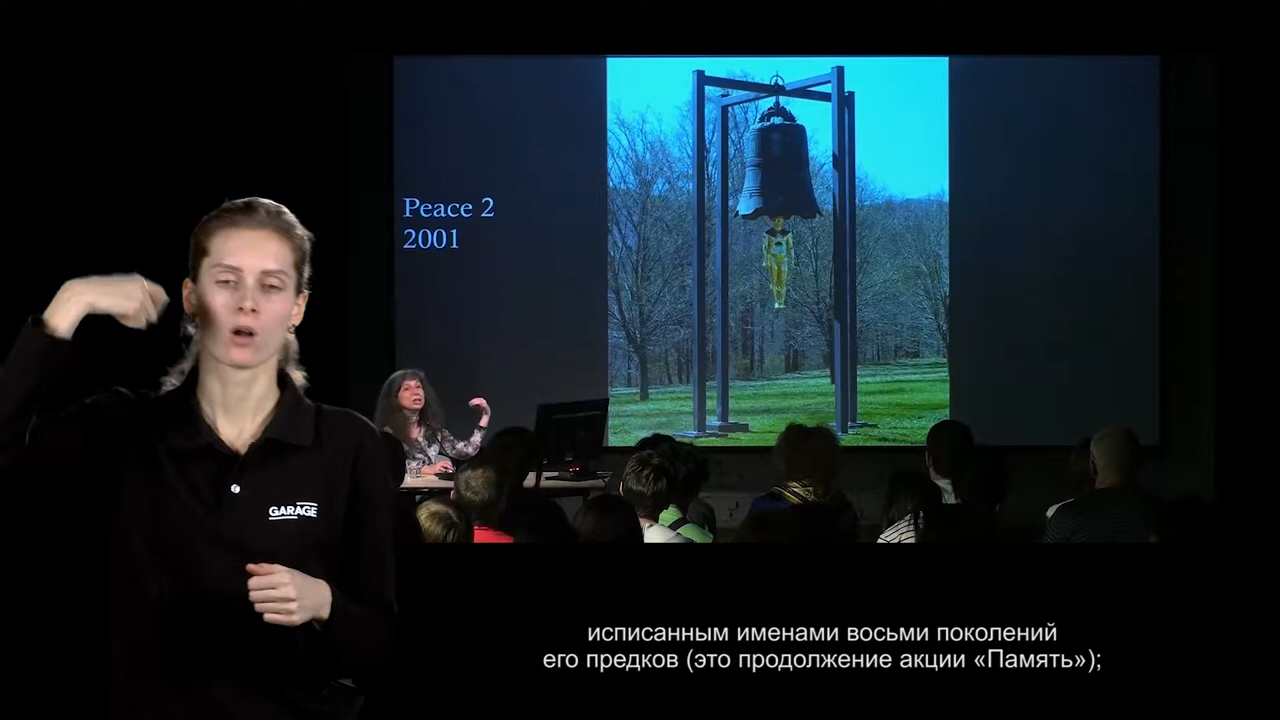 Peace 2
2001
GARAGE
исписанным именами восьми поколений
его предков (это продолжение акции «Память»);